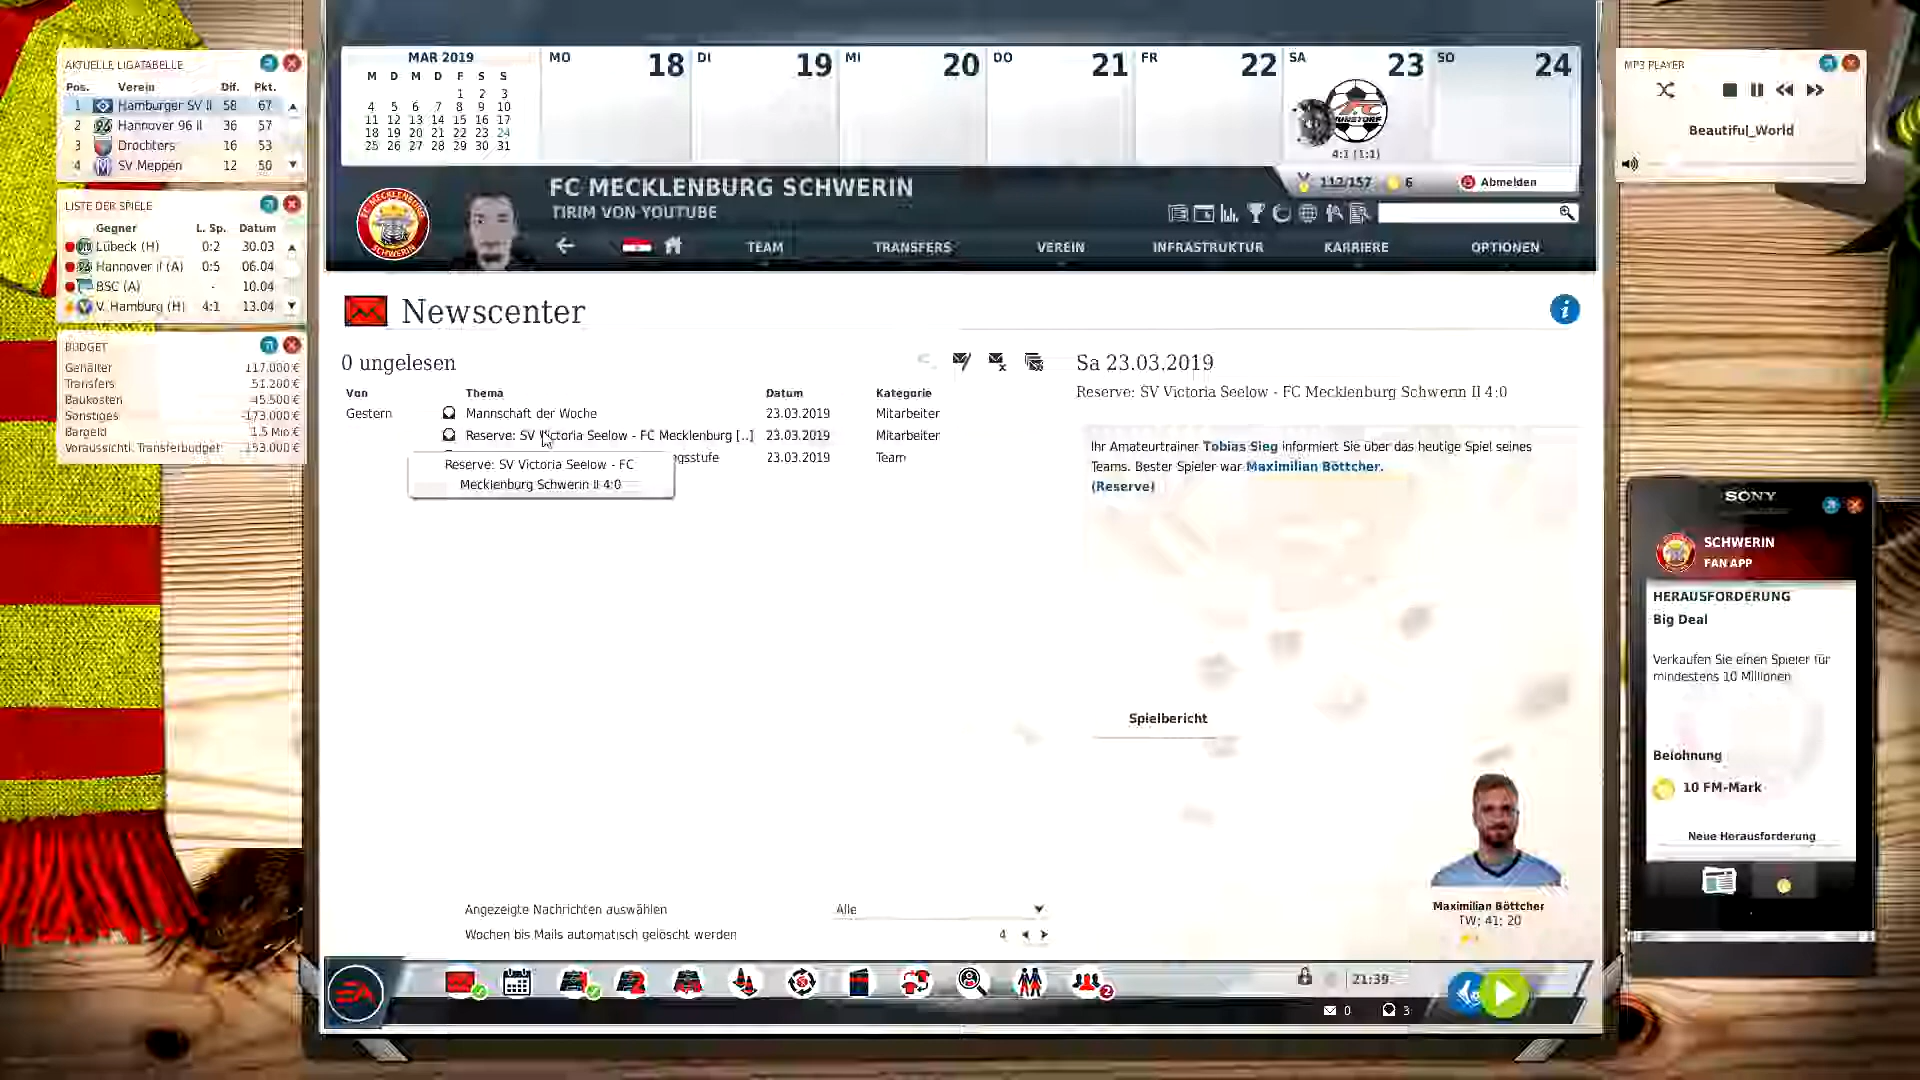 AKTUELLE LIGATABELLE
Pos. Verein Dif. Pkt.
1 Hamburger SV II 58 67
2 Hannover 96 II 36 57
3 Drochters 16 53
4 SV Meppen 12 50
LISTE DER SPIELE
Gegner L. Sp. Datum
Lübeck (H) 0:2 30.03
Hannover II (A) 0:5 06.04
BSC (A) - 10.04
V. Hamburg (H) 4:1 13.04
BUDGET
Gehälter 117.000 €
Transfers 51.200 €
Baukosten 45.500 €
Sonstiges -173.000 €
Bargeld 1.5 Mio €
Voraussichtl. Transferbudget 153.000 €
MAR 2019
M D M D F S S
1 2 3
4 5 6 7 8 9 10
11 12 13 14 15 16 17
18 19 20 21 22 23 24
25 26 27 28 29 30 31
MO 18 DI 19 MI 20 DO 21 FR 22 SA 23 SO 24
4:1 (1:1)
FC MECKLENBURG SCHWERIN
TIRIM VON YOUTUBE
112/157 6 Abmelden
TEAM TRANSFERS VEREIN INFRASTRUKTUR KARRIERE OPTIONEN
Newscenter
0 ungelesen
Von Thema Datum Kategorie
Gestern Mannschaft der Woche 23.03.2019 Mitarbeiter
Reserve: SV Victoria Seelow - FC Mecklenburg [..] 23.03.2019 Mitarbeiter
ngsstufe 23.03.2019 Team
Reserve: SV Victoria Seelow - FC
Mecklenburg Schwerin II 4:0
Sa 23.03.2019
Reserve: SV Victoria Seelow - FC Mecklenburg Schwerin II 4:0
Ihr Amateurtrainer Tobias Sieg informiert Sie über das heutige Spiel seines
Teams. Bester Spieler war Maximilian Böttcher.
(Reserve)
Spielbericht
Maximilian Böttcher
TW; 41; 20
Angezeigte Nachrichten auswählen Alle
Wochen bis Mails automatisch gelöscht werden 4
EA
2
2
21:39
0 3
MP3 PLAYER
Beautiful_World
SONY
SCHWERIN
FAN APP
HERAUSFORDERUNG
Big Deal
Verkaufen Sie einen Spieler für
mindestens 10 Millionen
Belohnung
10 FM-Mark
Neue Herausforderung